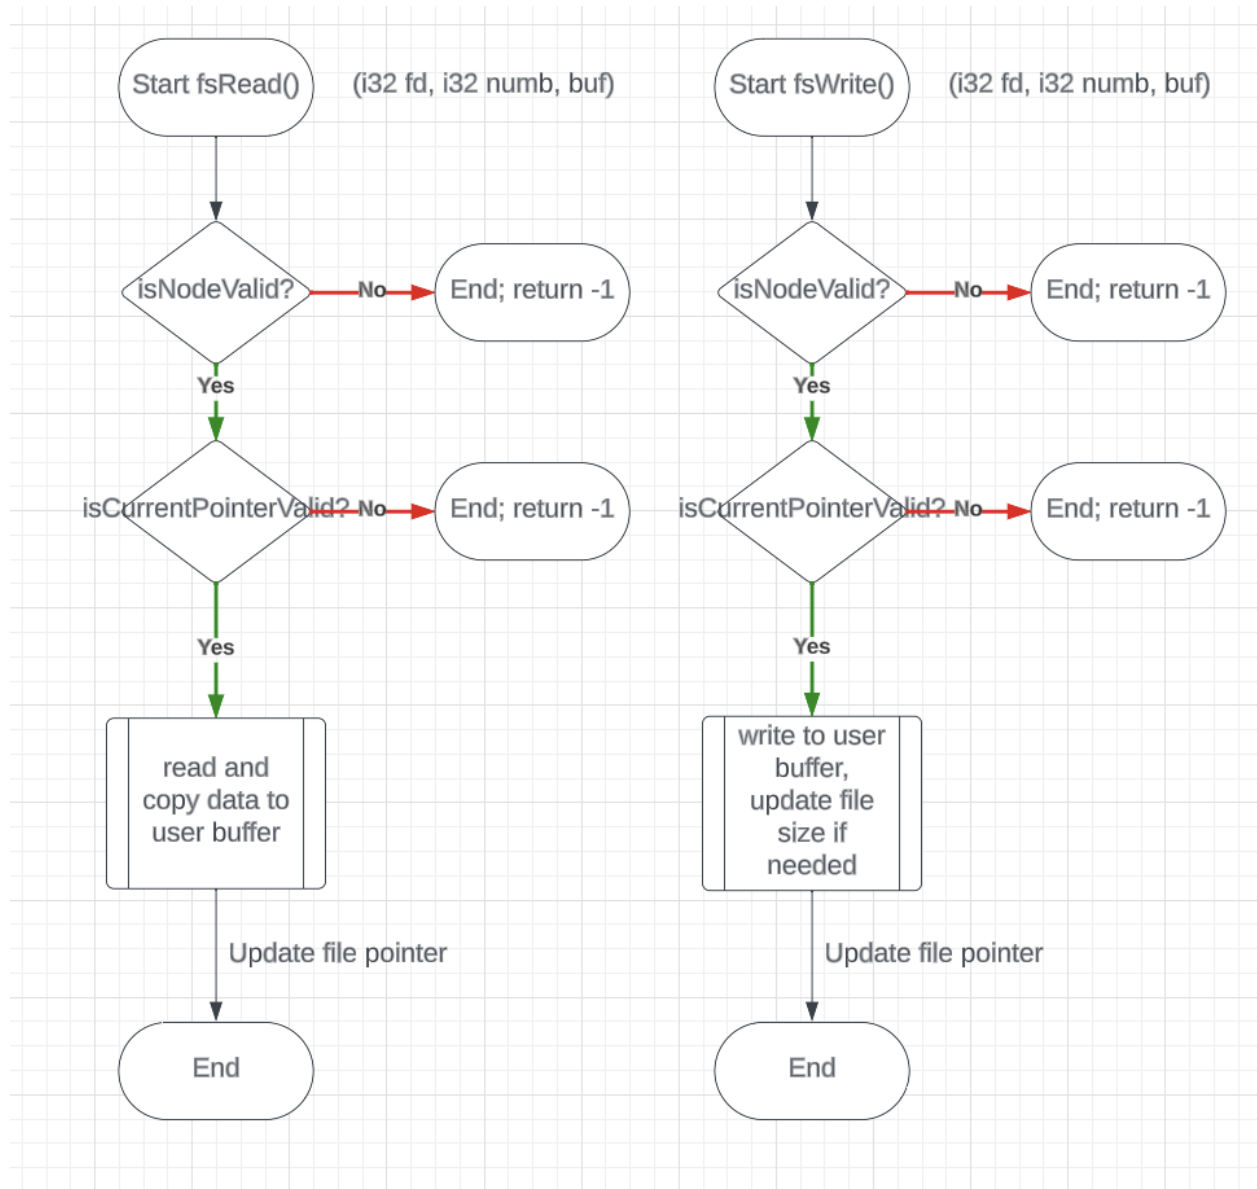 Start fsRead()
(i32 fd, i32 numb, buf)
isNodeValid?
No
End; return -1
Yes
isCurrentPointerValid?
No
End; return -1
Yes
read and
copy data to
user buffer
Update file pointer
End
Start fsWrite()
(i32 fd, i32 numb, buf)
isNodeValid?
No
End; return -1
Yes
isCurrentPointerValid?
No
End; return -1
Yes
write to user
buffer,
update file
size if
needed
Update file pointer
End